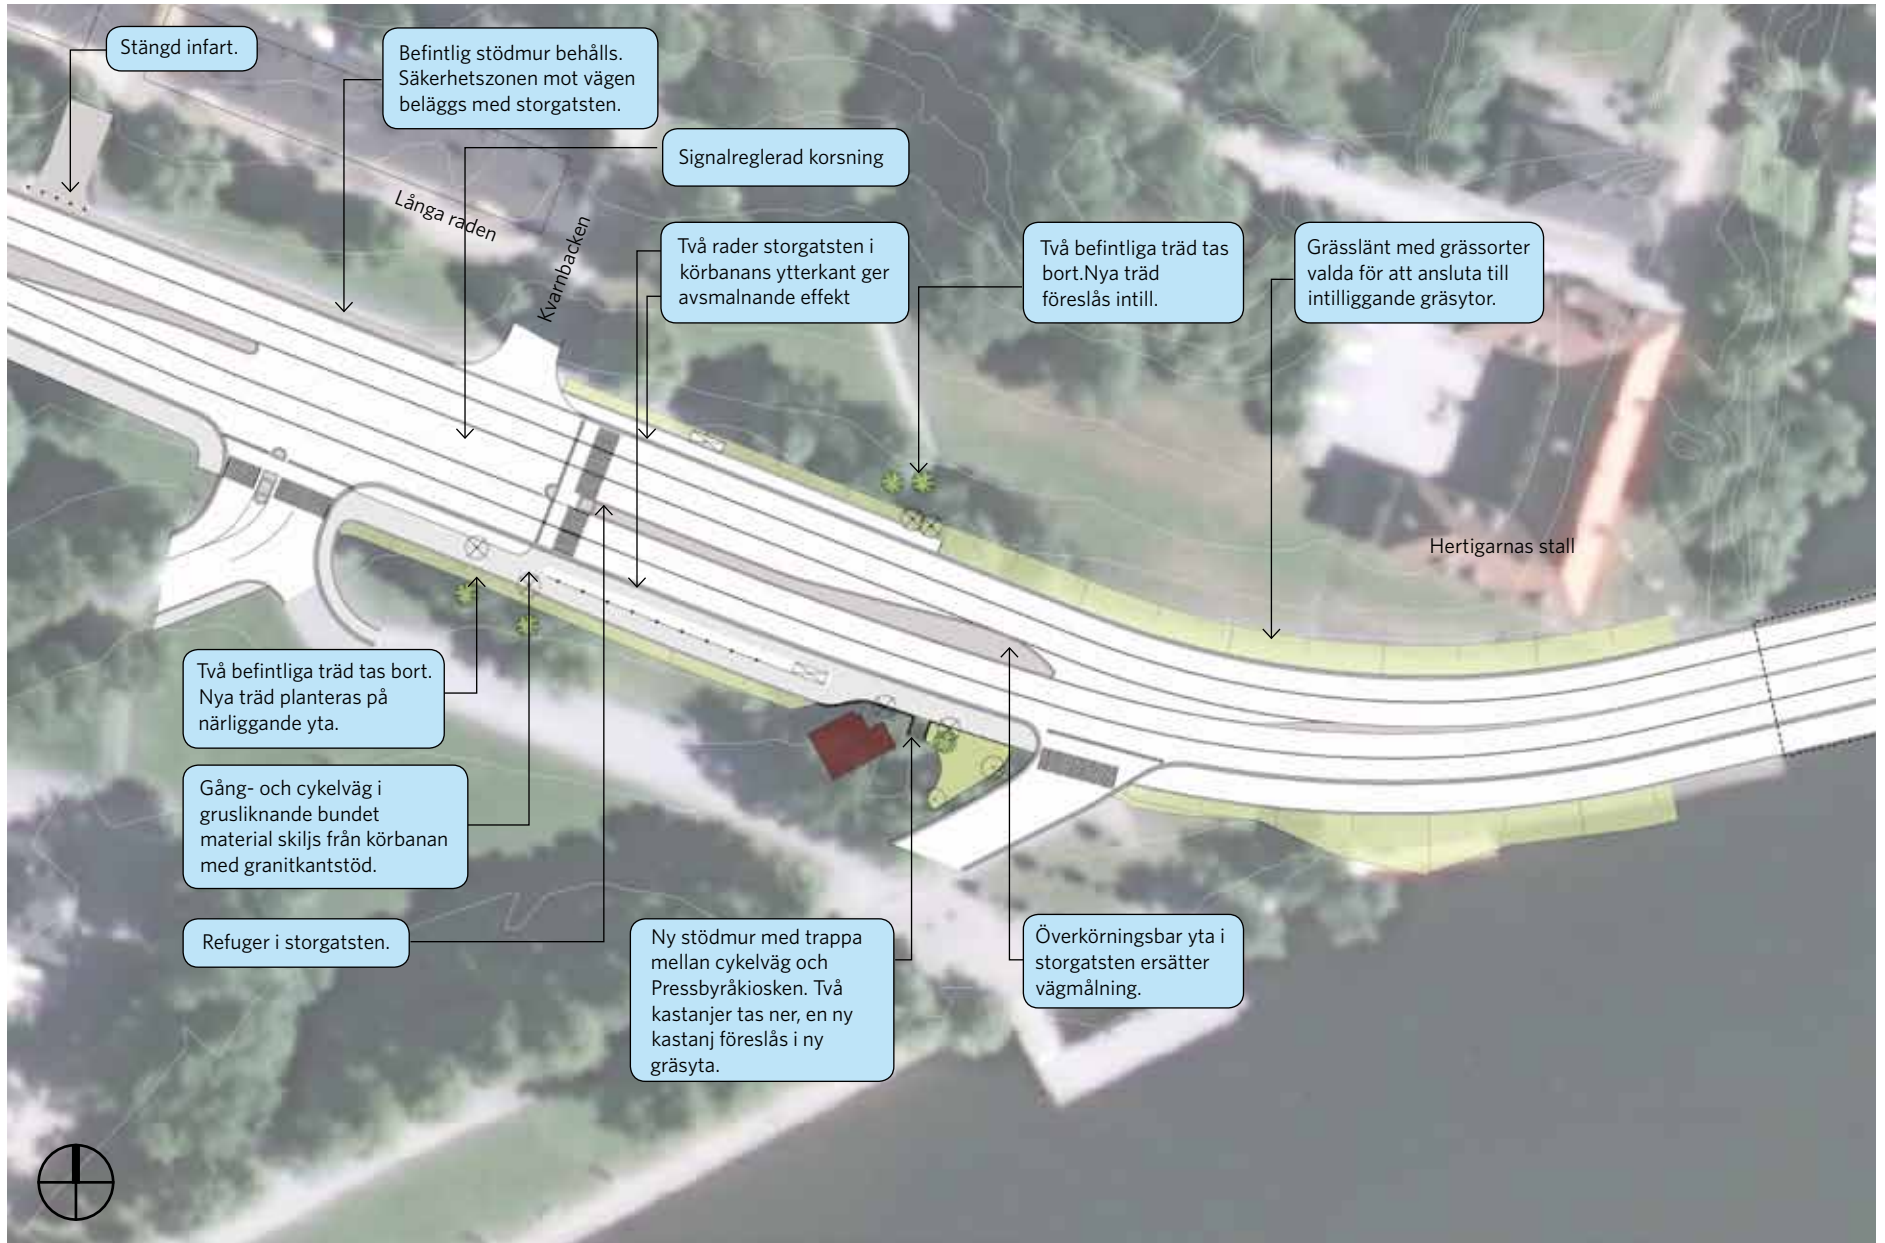 Stängd infart.
Befintlig stödmur behålls.
Säkerhetszonen mot vägen
beläggs med storgatsten.
Signalreglerad korsning
Långa raden
Kvarnbacken
Två rader storgatsten i
körbanans ytterkant ger
avsmalnande effekt
Två befintliga träd tas
bort.Nya träd
föreslås intill.
Grässlänt med grässorter
valda för att ansluta till
intilliggande gräsytor.
Hertigarnas stall
Två befintliga träd tas bort.
Nya träd planteras på
närliggande yta.
Gång- och cykelväg i
grusliknande bundet
material skiljs från körbanan
med granitkantstöd.
Refuger i storgatsten.
Ny stödmur med trappa
mellan cykelväg och
Pressbyråkiosken. Två
kastanjer tas ner, en ny
kastanj föreslås i ny
gräsyta.
Överkörningsbar yta i
storgatsten ersätter
vägmålning.